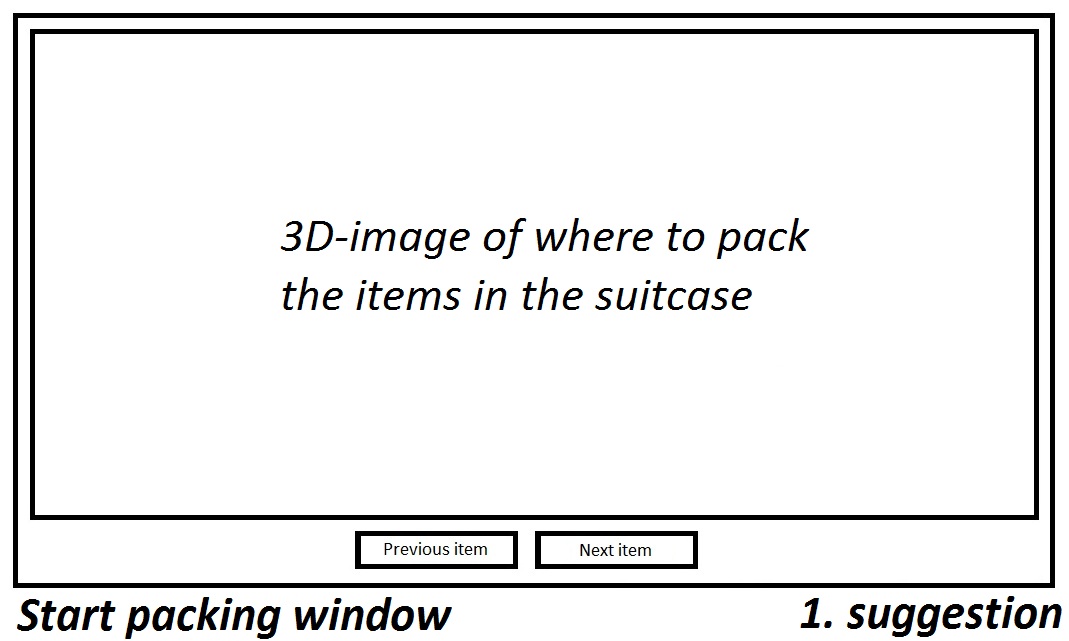 3D-image of where to pack
the items in the suitcase
Previous item
Next item
Start packing window
1. suggestion